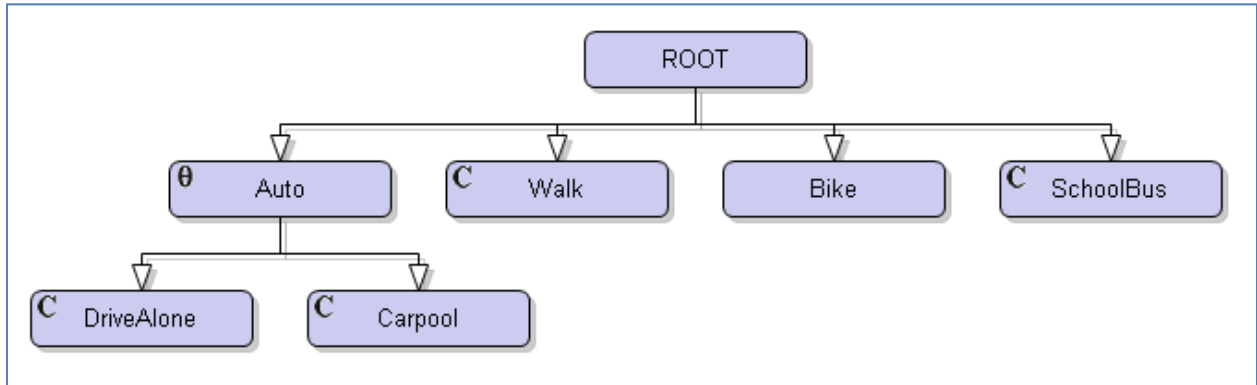 ROOT
θ Auto
C Walk
Bike
C SchoolBus
C DriveAlone
C Carpool